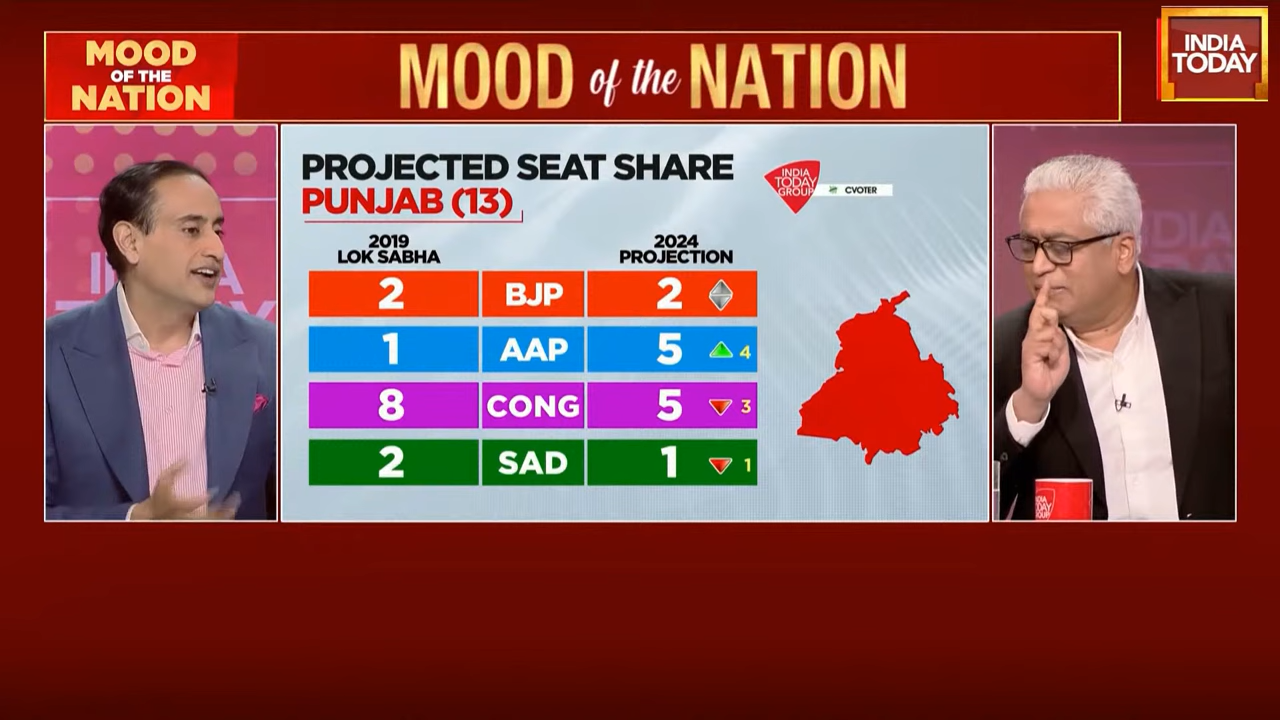 MOOD
OF THE
NATION
MOOD of the NATION
INDIA
TODAY
PROJECTED SEAT SHARE
PUNJAB (13)
INDIA
TODAY
GROUP
CVOTER
2019
LOK SABHA
2024
PROJECTION
2 BJP 2
1 AAP 5 4
8 CONG 5 3
2 SAD 1 1